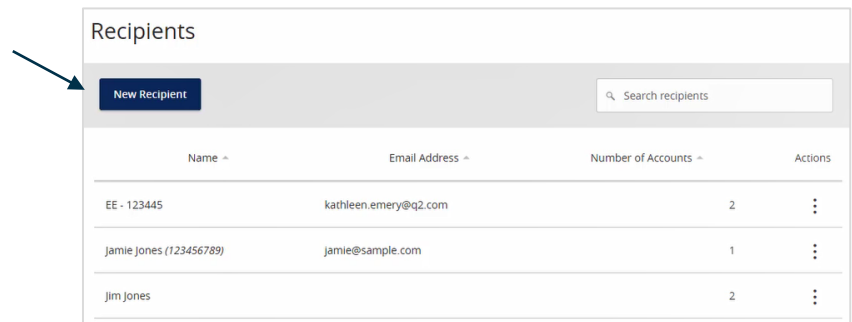 Recipients
New Recipient Search recipients
Name Email Address Number of Accounts Actions
EE - 123445 kathleen.emery@q2.com 2
Jamie Jones (123456789) jamie@sample.com 1
Jim Jones 2